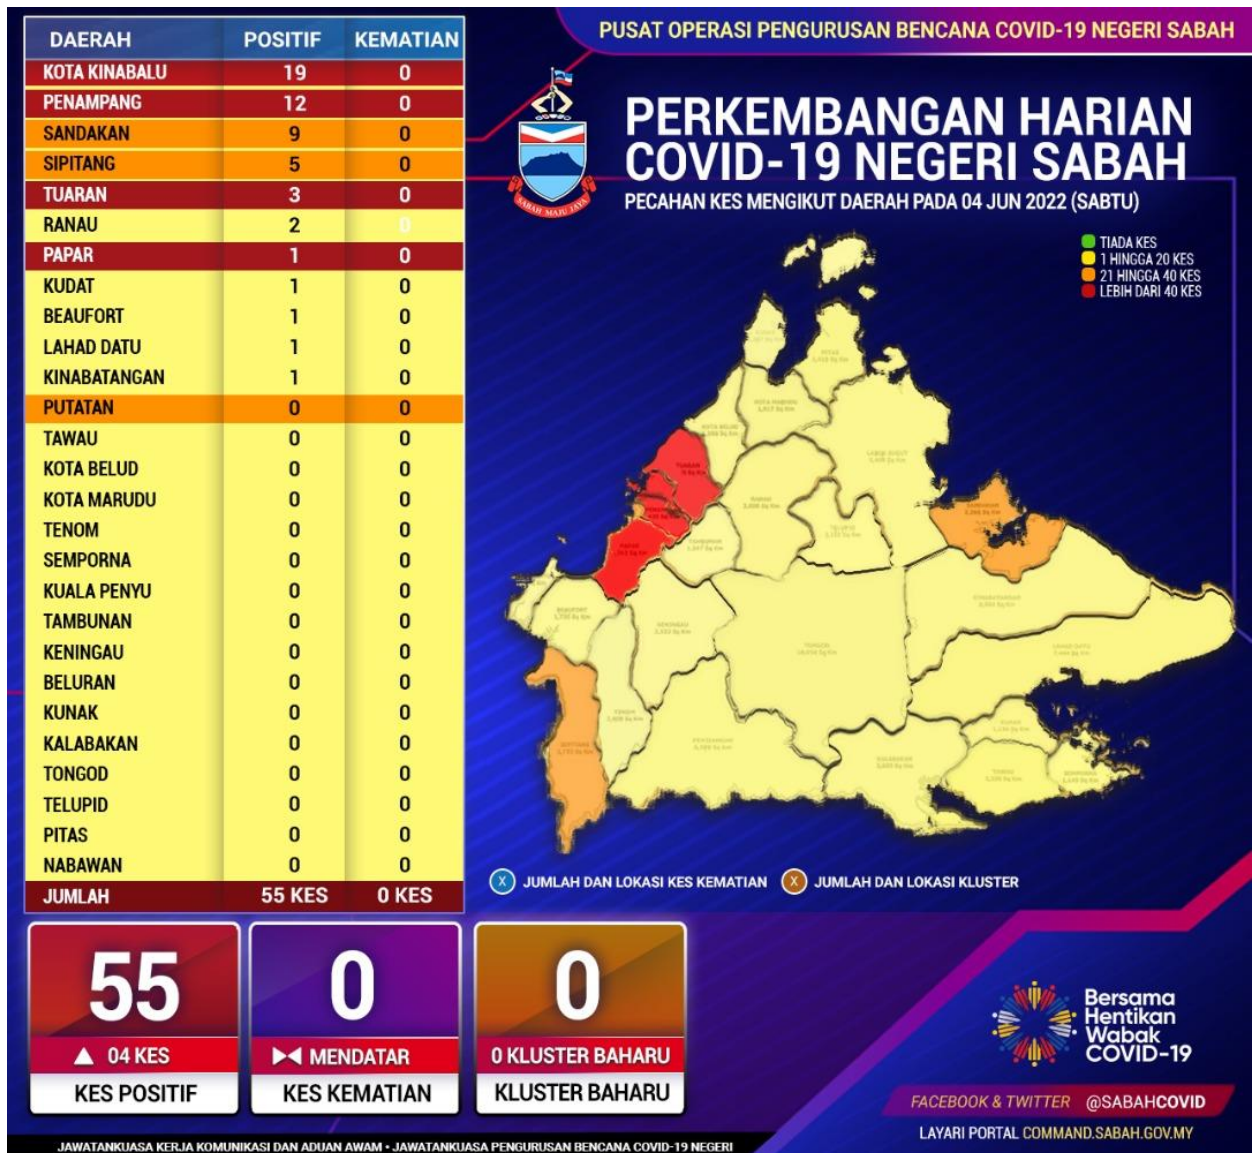 PUSAT OPERASI PENGURUSAN BENCANA COVID-19 NEGERI SABAH
PERKEMBANGAN HARIAN
COVID-19 NEGERI SABAH
PECAHAN KES MENGIKUT DAERAH PADA 04 JUN 2022 (SABTU)
SABAH MAJU JAYA
DAERAH POSITIF KEMATIAN
KOTA KINABALU 19 0
PENAMPANG 12 0
SANDAKAN 9 0
SIPITANG 5 0
TUARAN 3 0
RANAU 2 0
PAPAR 1 0
KUDAT 1 0
BEAUFORT 1 0
LAHAD DATU 1 0
KINABATANGAN 1 0
PUTATAN 0 0
TAWAU 0 0
KOTA BELUD 0 0
KOTA MARUDU 0 0
TENOM 0 0
SEMPORNA 0 0
KUALA PENYU 0 0
TAMBUNAN 0 0
KENINGAU 0 0
BELURAN 0 0
KUNAK 0 0
KALABAKAN 0 0
TONGOD 0 0
TELUPID 0 0
PITAS 0 0
NABAWAN 0 0
JUMLAH 55 KES 0 KES
TIADA KES
1 HINGGA 20 KES
21 HINGGA 40 KES
LEBIH DARI 40 KES
X JUMLAH DAN LOKASI KES KEMATIAN
X JUMLAH DAN LOKASI KLUSTER
55
04 KES
KES POSITIF
0
MENDATAR
KES KEMATIAN
0
0 KLUSTER BAHARU
KLUSTER BAHARU
Bersama
Hentikan
Wabak
COVID-19
FACEBOOK & TWITTER @SABAHCOVID
LAYARI PORTAL COMMAND.SABAH.GOV.MY
JAWATANKUASA KERJA KOMUNIKASI DAN ADUAN AWAM • JAWATANKUASA PENGURUSAN BENCANA COVID-19 NEGERI